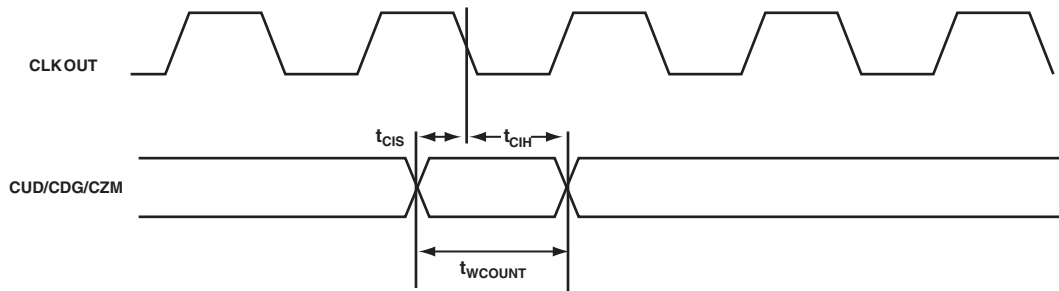 CLKOUT
tCIS
tCIH
CUD/CDG/CZM
tWCOUNT